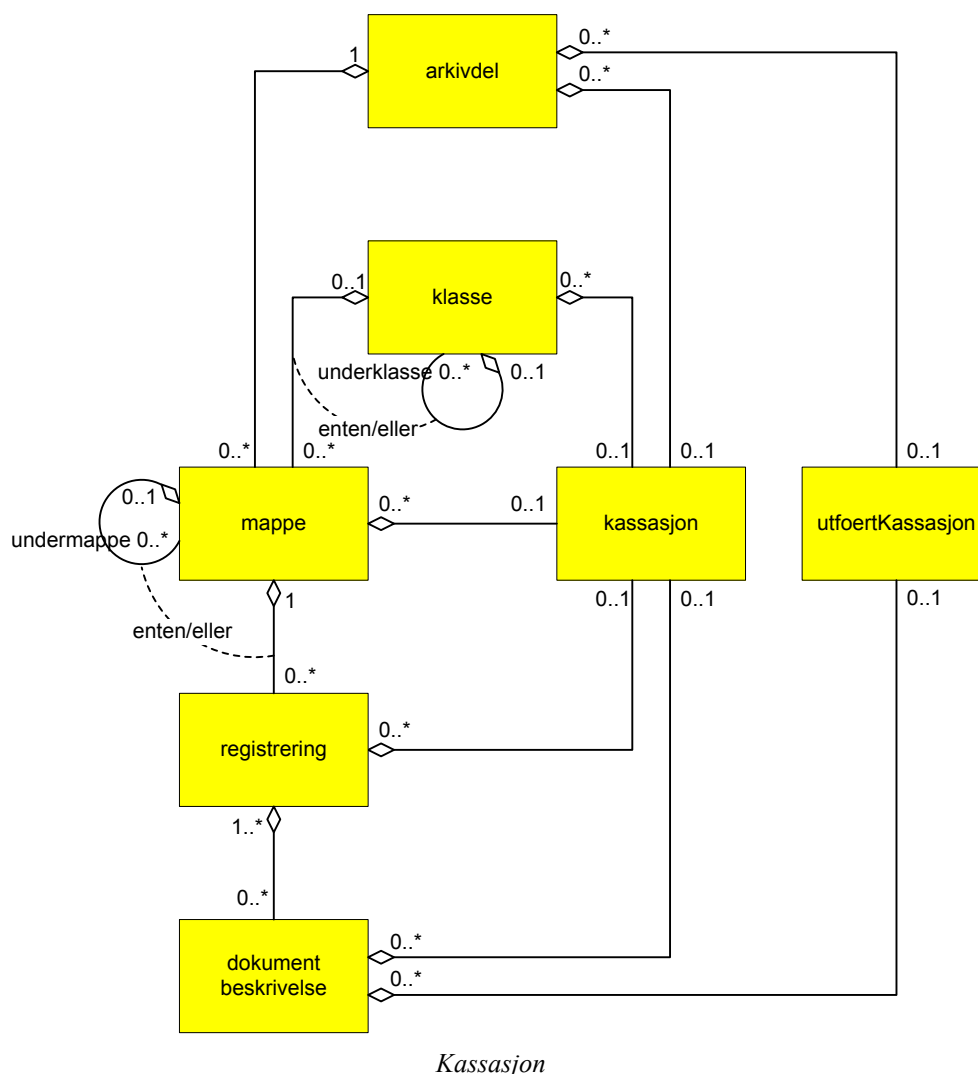 0..*
1
arkivdel
0..*
0..1
klasse
0..*
underklasse 0..*
0..1
enten/eller
0..*
0..*
0..1
0..1
0..1
0..1
mappe
0..*
0..1
kassasjon
utfoertKassasjon
undermappe 0..*
1
0..1
0..1
0..1
enten/eller
0..*
registrering
0..*
1..*
0..*
dokument
beskrivelse
0..*
0..*
Kassasjon